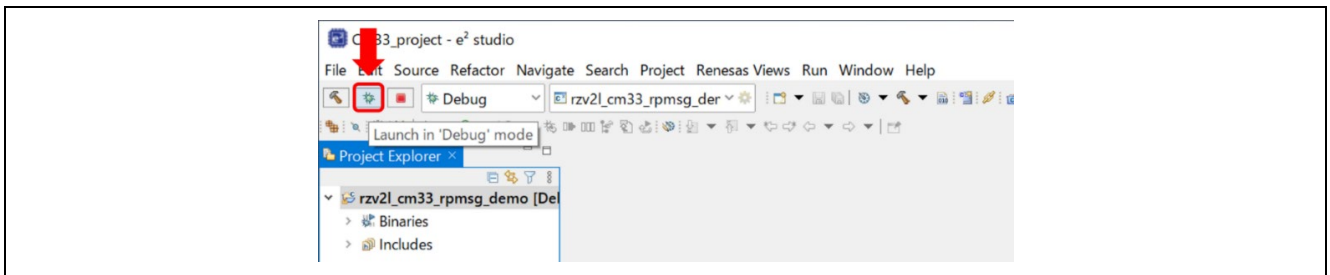 C 33_project - e² studio
File Edit Source Refactor Navigate Search Project Renesas Views Run Window Help
Debug rzv2l_cm33_rpmsg_der
Launch in 'Debug' mode
Project Explorer
rzv2l_cm33_rpmsg_demo [Del
Binaries
Includes